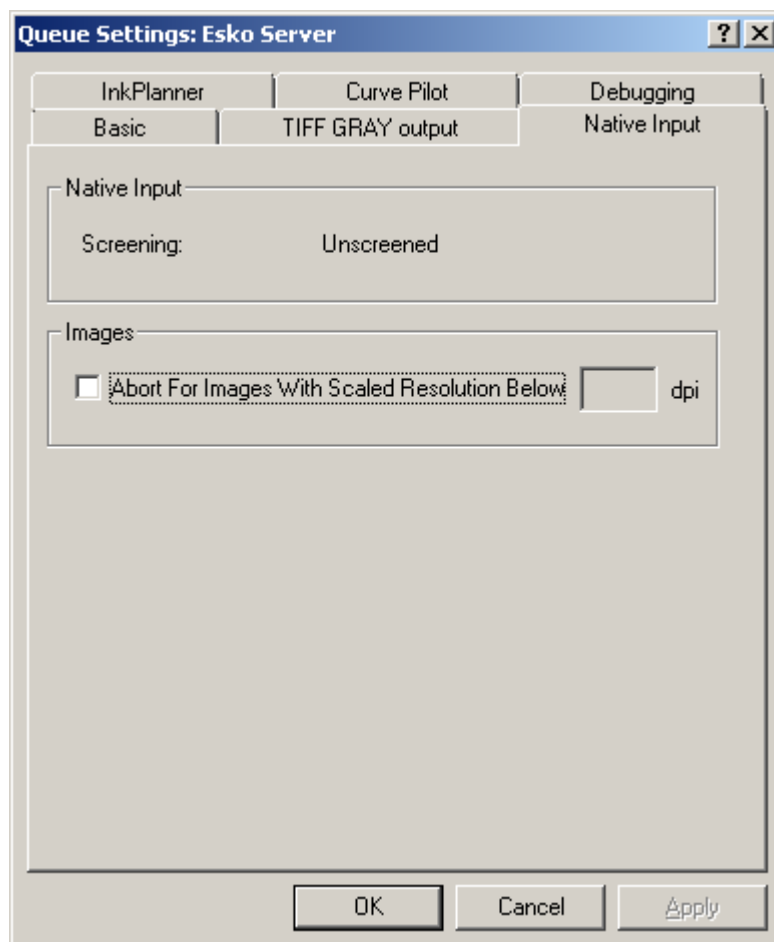 Queue Settings: Esko Server
InkPlanner Curve Pilot Debugging
Basic TIFF GRAY output Native Input
Native Input
Screening: Unscreened
Images
Abort For Images With Scaled Resolution Below dpi
OK Cancel Apply